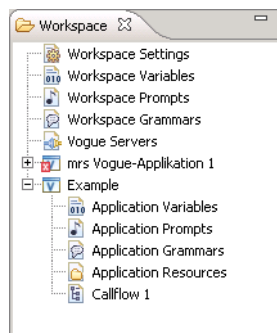 Workspace
Workspace Settings
Workspace Variables
Workspace Prompts
Workspace Grammars
Vogue Servers
mrs Vogue-Applikation 1
Example
Application Variables
Application Prompts
Application Grammars
Application Resources
Callflow 1